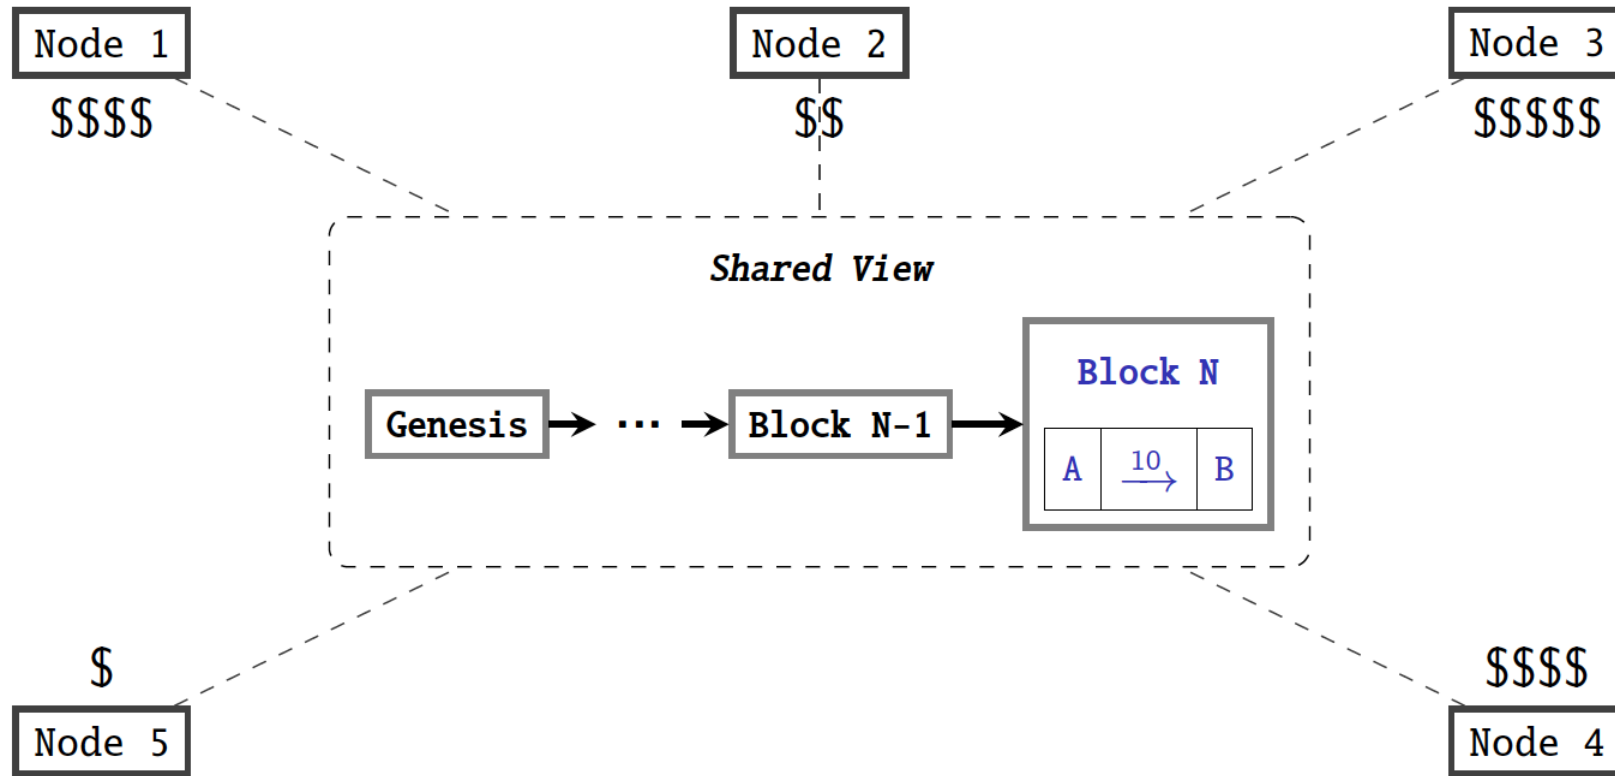 Node 1
Node 2
Node 3
$$$$
$$
$$$$$
Shared View
Genesis
...
Block N-1
Block N
A
10
B
$
$$$$
Node 5
Node 4